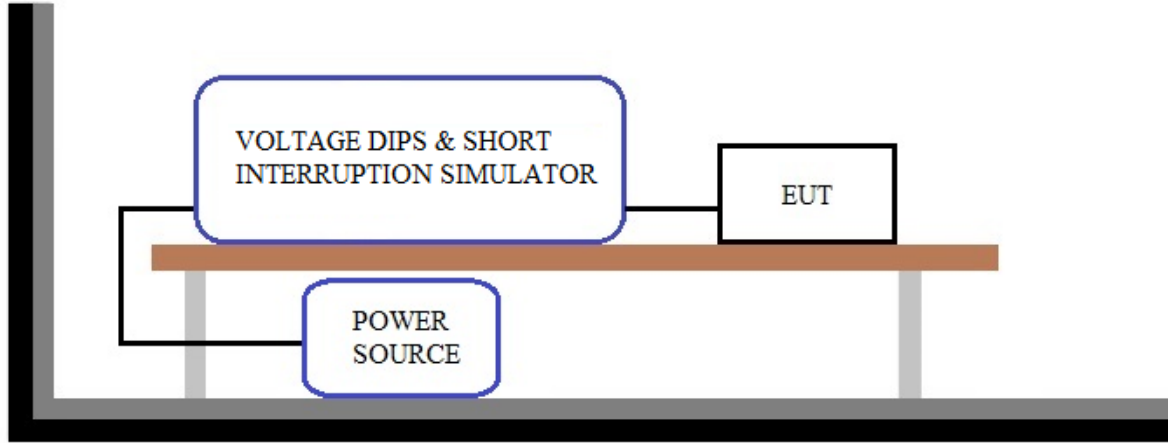 VOLTAGE DIPS & SHORT
INTERRUPTION SIMULATOR
EUT
POWER
SOURCE